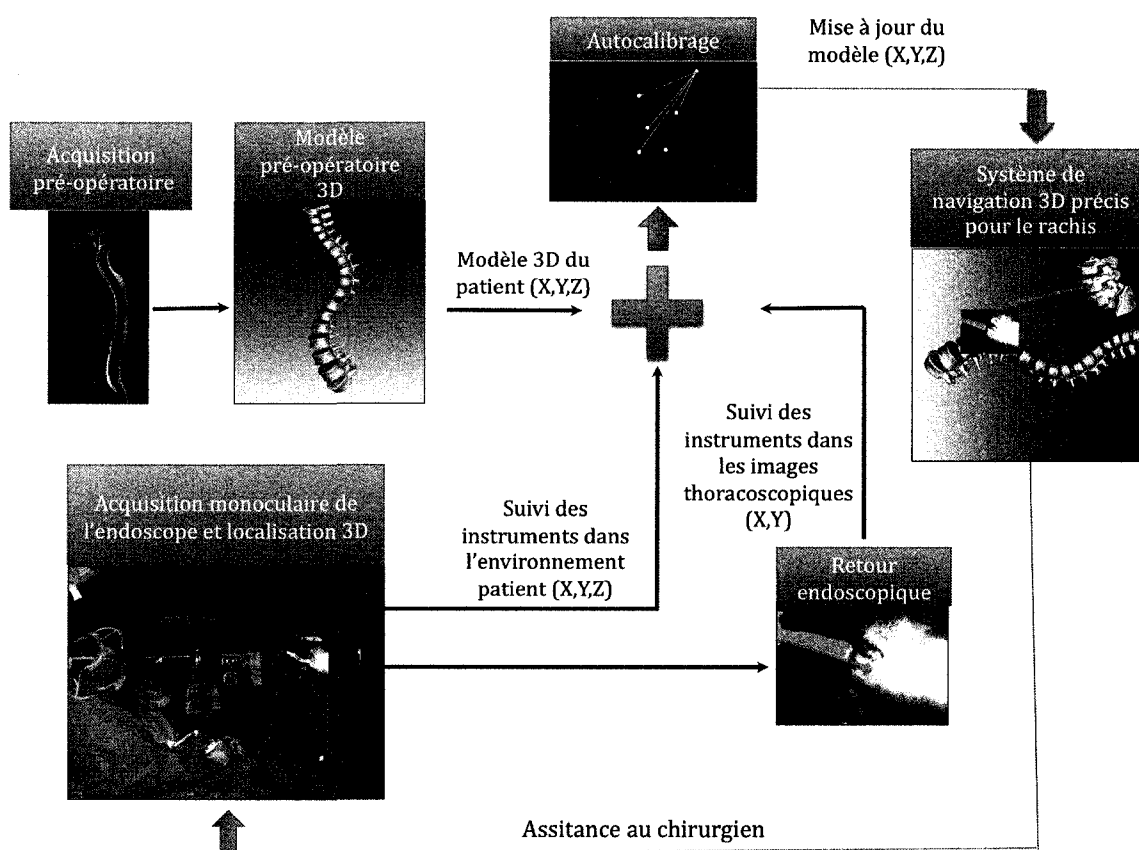 Autocalibrage
Mise à jour du
modèle (X,Y,Z)
Acquisition
pré-opératoire
Modèle
pré-opératoire
3D
Système de
navigation 3D précis
pour le rachis
Modèle 3D du
patient (X,Y,Z)
Suivi des
instruments dans
les images
thoracoscopiques
(X,Y)
Acquisition monoculaire de
l'endoscope et localisation 3D
Suivi des
instruments dans
l'environnement
patient (X,Y,Z)
Retour
endoscopique
Assitance au chirurgien